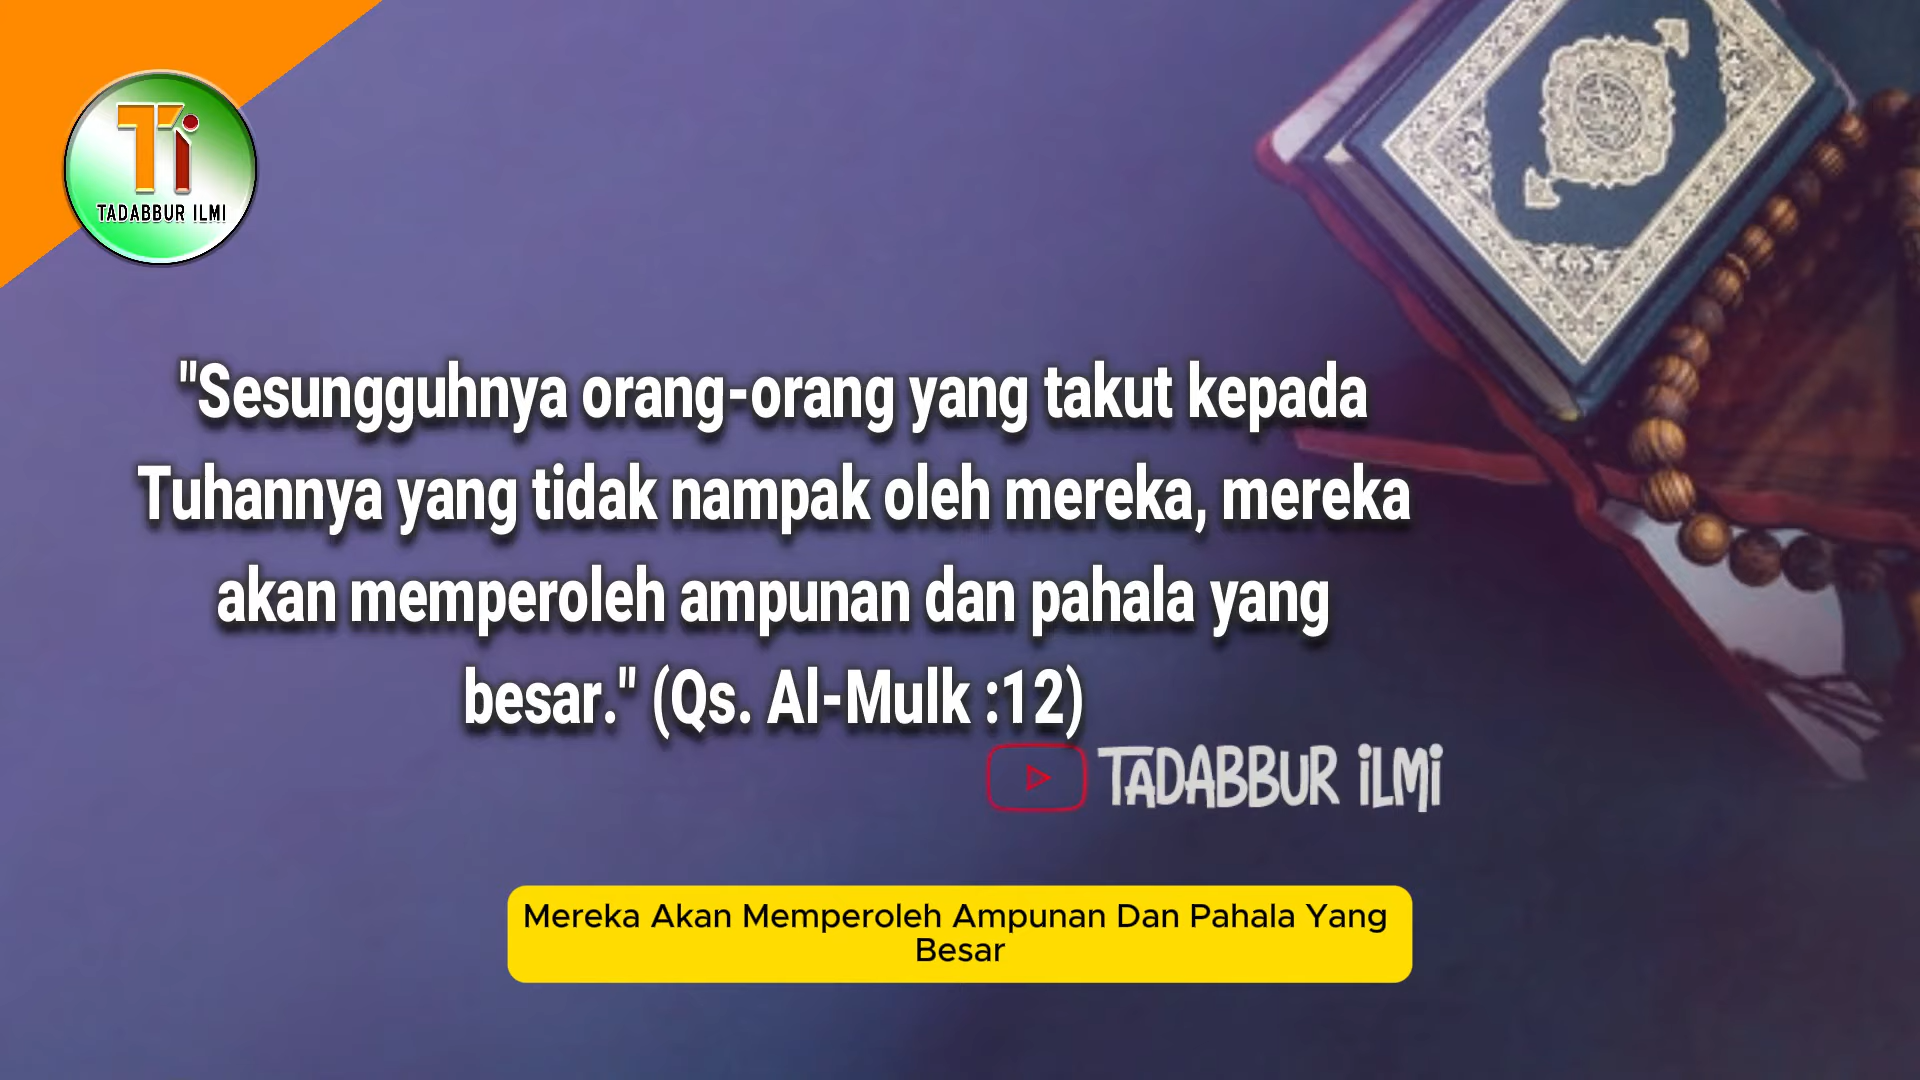 Ti
TADABBUR ILMI
"Sesungguhnya orang-orang yang takut kepada
Tuhannya yang tidak nampak oleh mereka, mereka
akan memperoleh ampunan dan pahala yang
besar." (Qs. Al-Mulk :12)
TADABBUR iLMi
Mereka Akan Memperoleh Ampunan Dan Pahala Yang
Besar